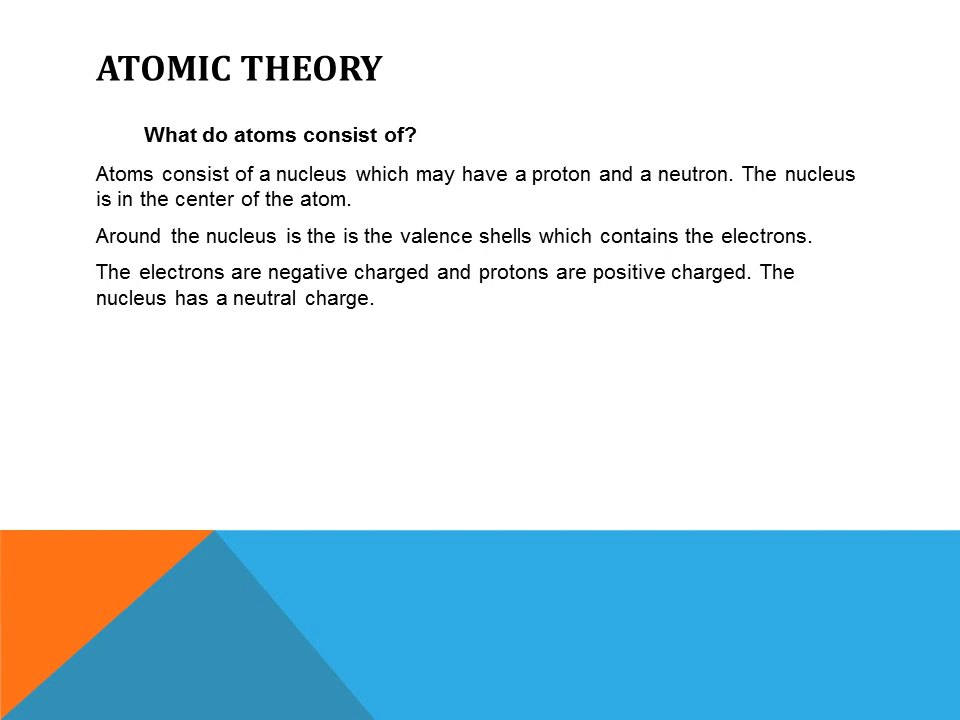 ATOMIC THEORY
What do atoms consist of?
Atoms consist of a nucleus which may have a proton and a neutron. The nucleus
is in the center of the atom.
Around the nucleus is the is the valence shells which contains the electrons.
The electrons are negative charged and protons are positive charged. The
nucleus has a neutral charge.